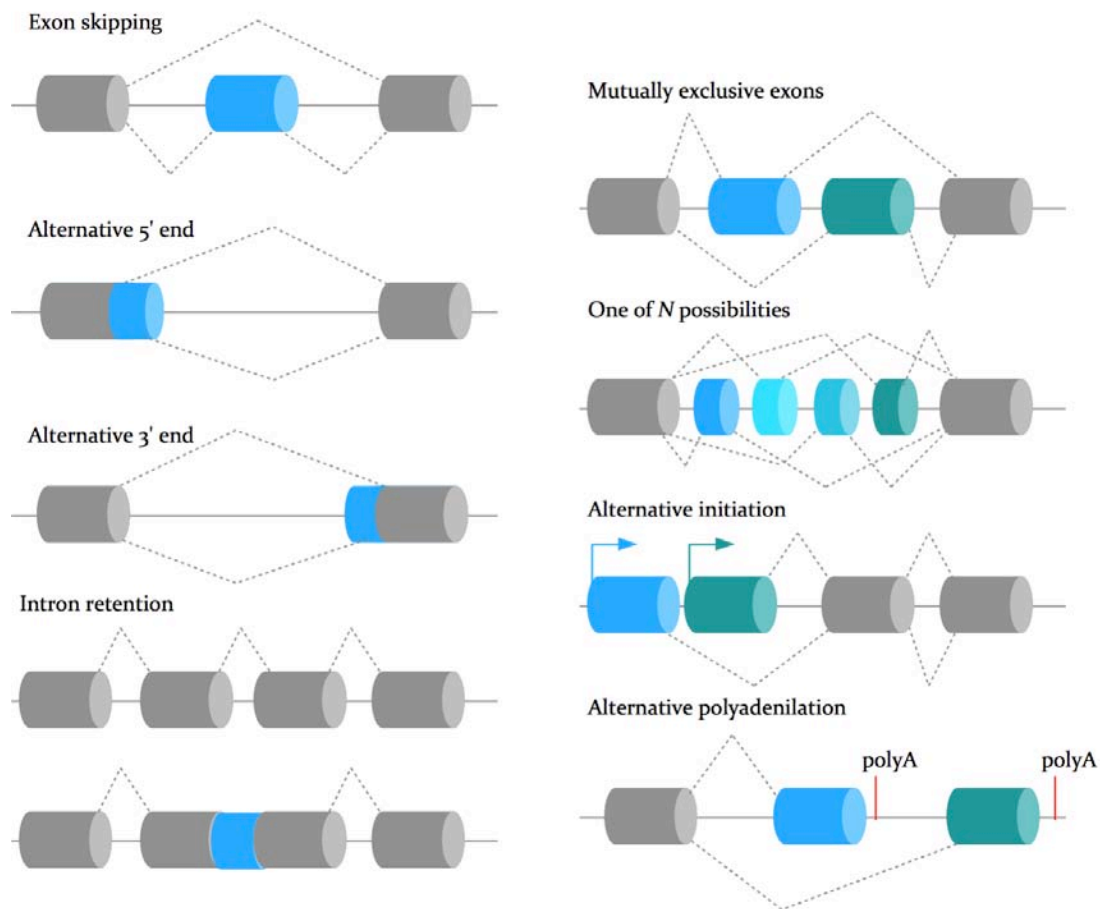 Exon skipping
Alternative 5' end
Alternative 3' end
Intron retention
Mutually exclusive exons
One of N possibilities
Alternative initiation
Alternative polyadenilation
polyA
polyA